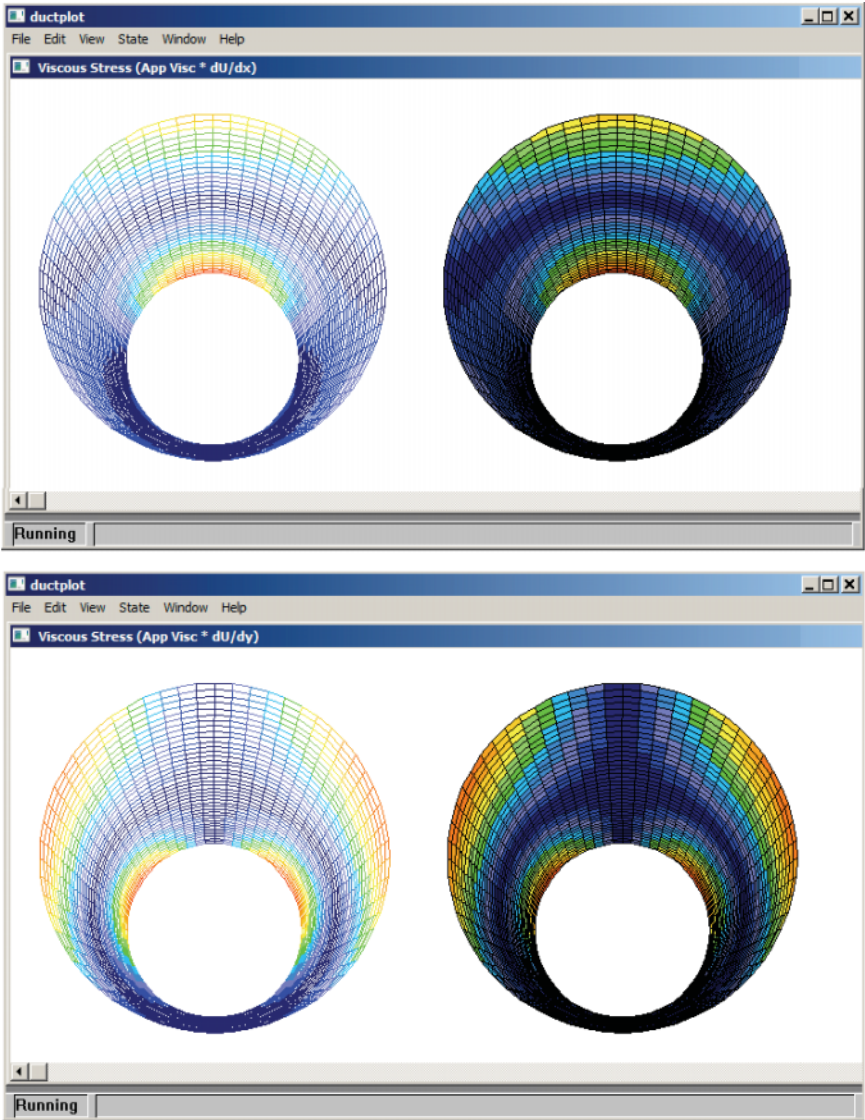 ductplot
File Edit View State Window Help
Viscous Stress (App Visc * dU/dx)
Running
ductplot
File Edit View State Window Help
Viscous Stress (App Visc * dU/dy)
Running